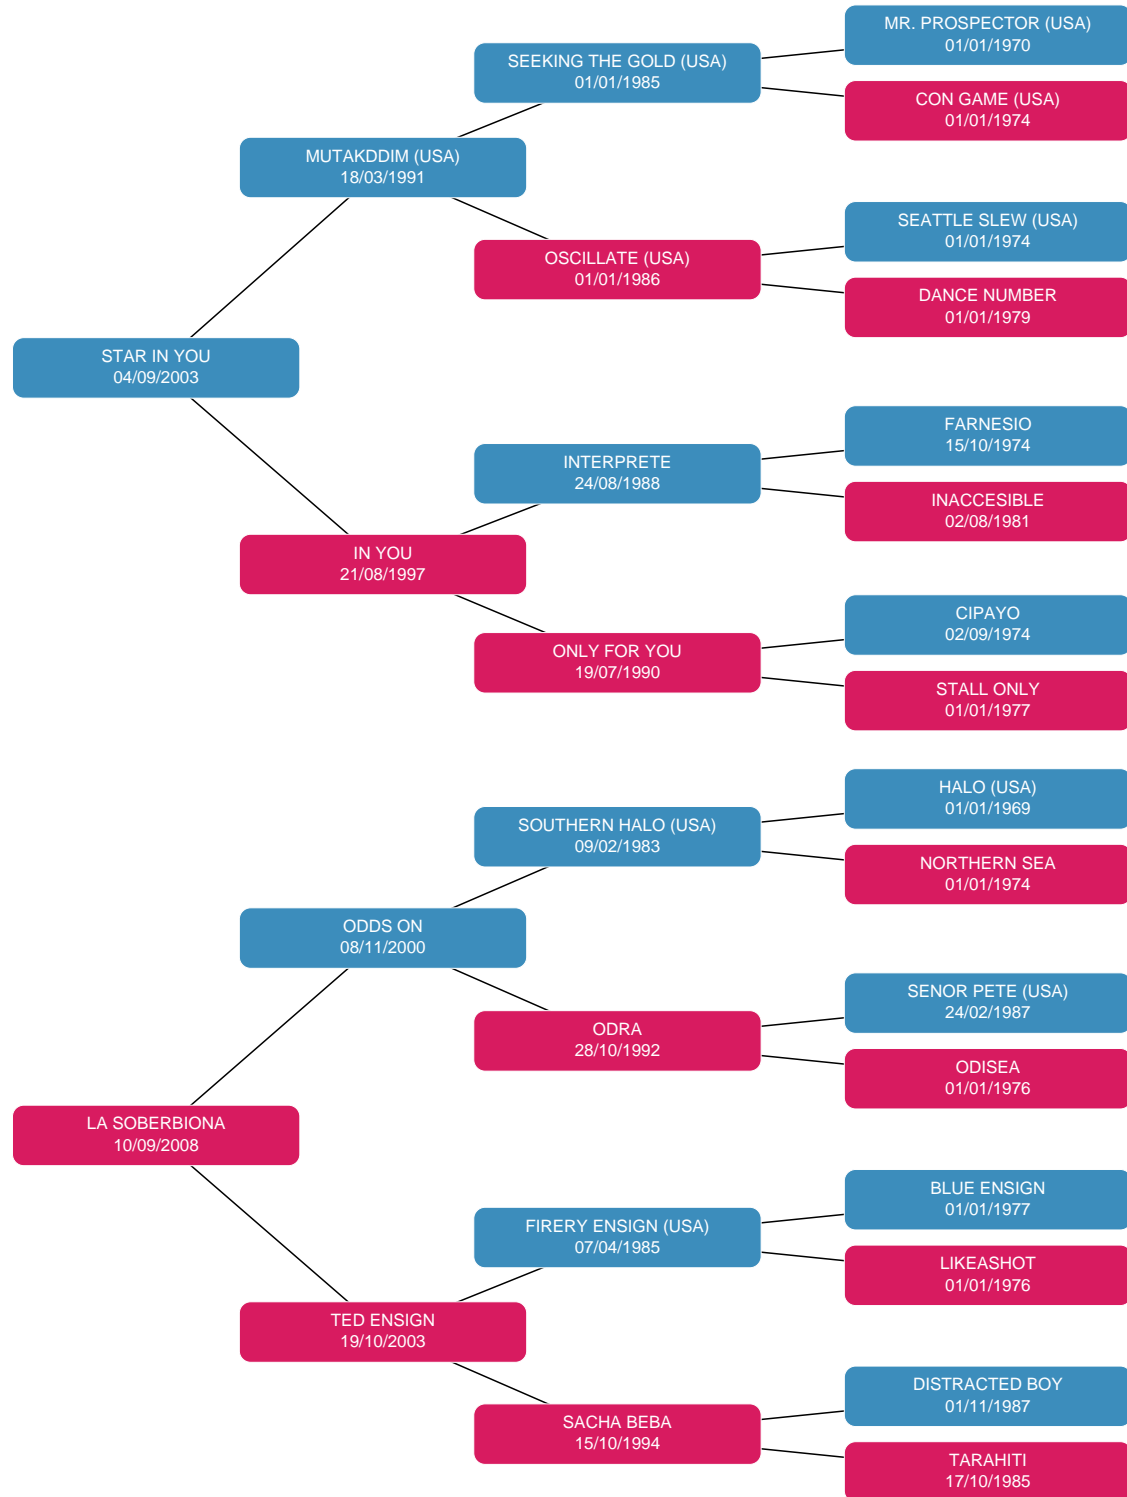 MR. PROSPECTOR (USA)
01/01/1970
SEEKING THE GOLD (USA)
01/01/1985
CON GAME (USA)
01/01/1974
MUTAKDDIM (USA)
18/03/1991
SEATTLE SLEW (USA)
01/01/1974
OSCILLATE (USA)
01/01/1986
DANCE NUMBER
01/01/1979
STAR IN YOU
04/09/2003
FARNESIO
15/10/1974
INTERPRETE
24/08/1988
INACCESIBLE
02/08/1981
IN YOU
21/08/1997
CIPAYO
02/09/1974
ONLY FOR YOU
19/07/1990
STALL ONLY
01/01/1977
HALO (USA)
01/01/1969
SOUTHERN HALO (USA)
09/02/1983
NORTHERN SEA
01/01/1974
ODDS ON
08/11/2000
SENOR PETE (USA)
24/02/1987
ODRA
28/10/1992
ODISEA
01/01/1976
LA SOBERBIONA
10/09/2008
BLUE ENSIGN
01/01/1977
FIRERY ENSIGN (USA)
07/04/1985
LIKEASHOT
01/01/1976
TED ENSIGN
19/10/2003
DISTRACTED BOY
01/11/1987
SACHA BEBA
15/10/1994
TARAHITI
17/10/1985